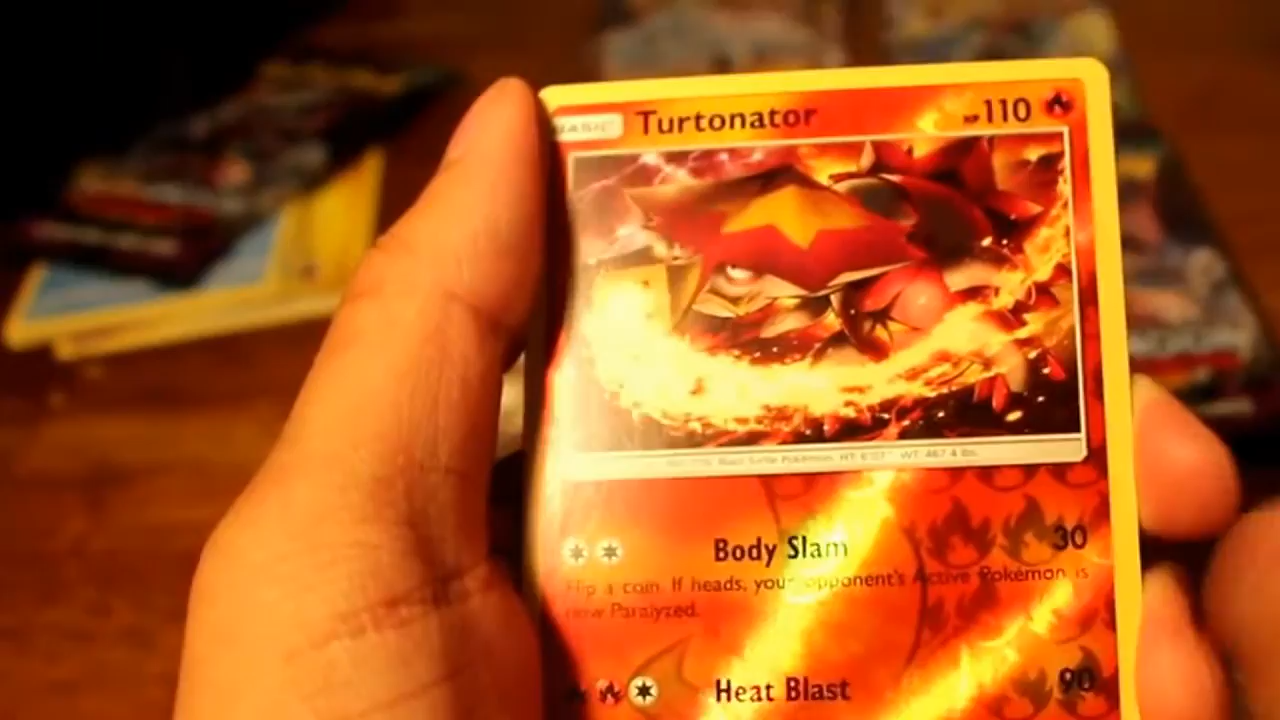 BASIC Turtonator HP110
Body Slam 30
Flip a coin. If heads, your opponent's Active Pokémon is
now Paralyzed.
Heat Blast 90